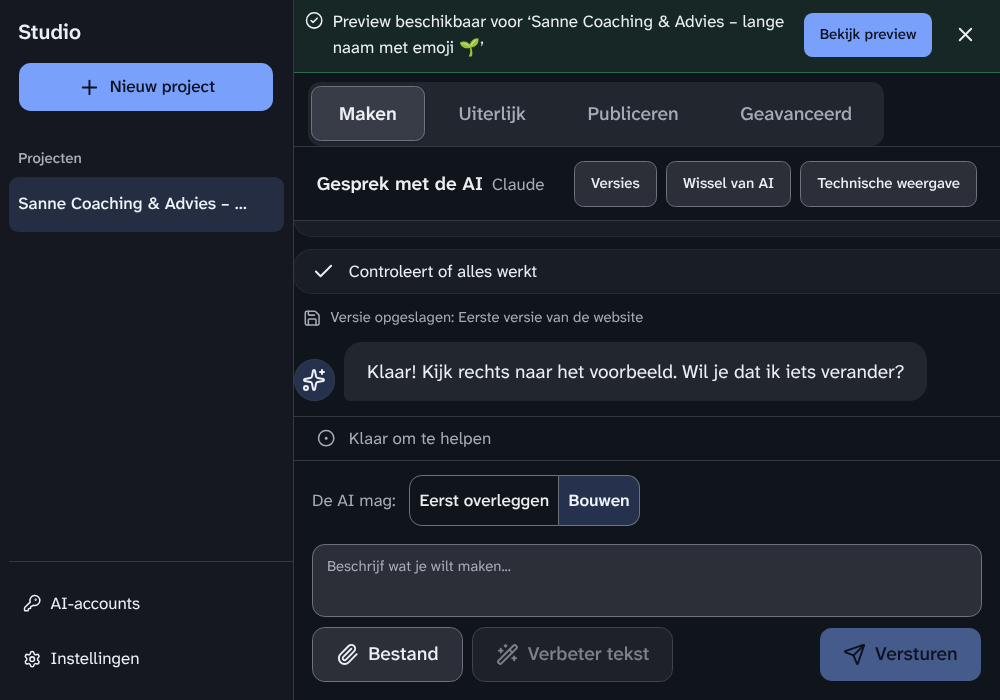 Studio
Nieuw project
Projecten
Sanne Coaching & Advies – ...
AI-accounts
Instellingen
Preview beschikbaar voor ‘Sanne Coaching & Advies – lange
naam met emoji 🌱’
Bekijk preview
Maken
Uiterlijk
Publiceren
Geavanceerd
Gesprek met de AI Claude
Versies
Wissel van AI
Technische weergave
Controleert of alles werkt
Versie opgeslagen: Eerste versie van de website
Klaar! Kijk rechts naar het voorbeeld. Wil je dat ik iets verander?
Klaar om te helpen
De AI mag:
Eerst overleggen
Bouwen
Beschrijf wat je wilt maken...
Bestand
Verbeter tekst
Versturen